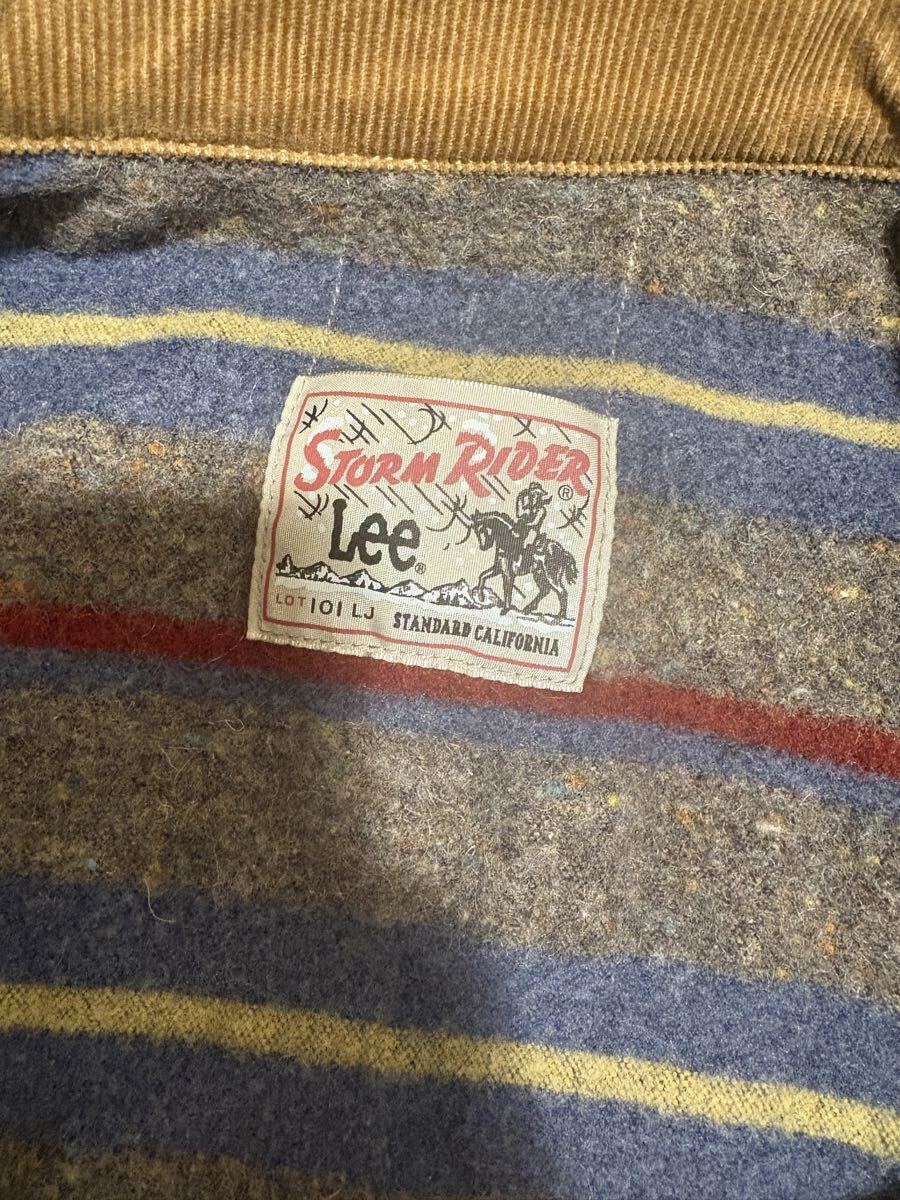 STORM RIDER ®
Lee ®
LOT 101 LJ STANDARD CALIFORNIA